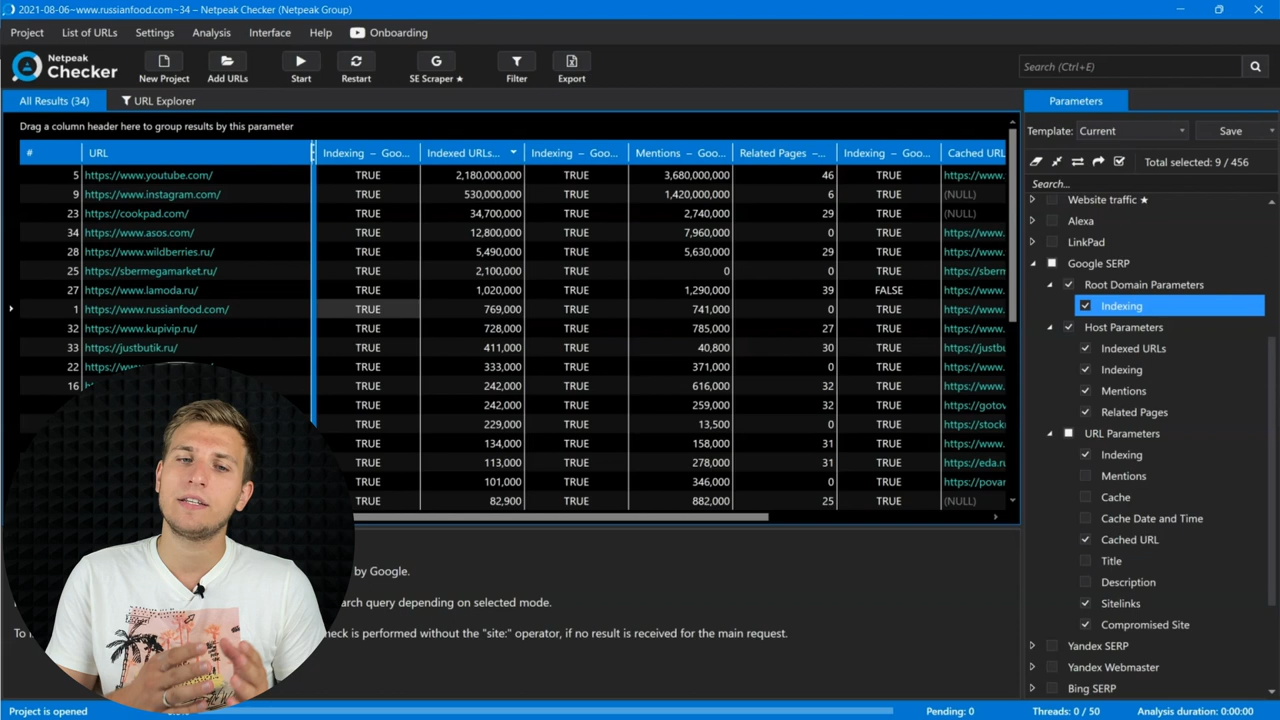 2021-08-06~www.russianfood.com~34 – Netpeak Checker (Netpeak Group)
Project List of URLs Settings Analysis Interface Help Onboarding
Netpeak Checker
New Project Add URLs Start Restart SE Scraper ★ Filter Export
Search (Ctrl+E)
All Results (34) URL Explorer
Parameters
Drag a column header here to group results by this parameter
Template: Current Save
# URL Indexing – Goo... Indexed URLs... Indexing – Goo... Mentions – Goo... Related Pages –... Indexing – Goo... Cached URL
Total selected: 9 / 456
Search...
5 https://www.youtube.com/ TRUE 2,180,000,000 TRUE 3,680,000,000 46 TRUE https://www.
9 https://www.instagram.com/ TRUE 530,000,000 TRUE 1,420,000,000 6 TRUE (NULL)
23 https://cookpad.com/ TRUE 34,700,000 TRUE 2,740,000 29 TRUE (NULL)
34 https://www.asos.com/ TRUE 12,800,000 TRUE 7,960,000 0 TRUE https://www.
28 https://www.wildberries.ru/ TRUE 5,490,000 TRUE 5,630,000 29 TRUE https://www.
25 https://sbermegamarket.ru/ TRUE 2,100,000 TRUE 0 0 TRUE https://sberm
27 https://www.lamoda.ru/ TRUE 1,020,000 TRUE 1,290,000 39 FALSE https://www.
1 https://www.russianfood.com/ TRUE 769,000 TRUE 741,000 0 TRUE https://www.
32 https://www.kupivip.ru/ TRUE 728,000 TRUE 785,000 27 TRUE https://www.
33 https://justbutik.ru/ TRUE 411,000 TRUE 40,800 30 TRUE https://justbu
22 TRUE 333,000 TRUE 371,000 0 TRUE https://www.
16 TRUE 242,000 TRUE 616,000 32 TRUE https://www.
TRUE 242,000 TRUE 259,000 32 TRUE https://gotov
TRUE 229,000 TRUE 13,500 0 TRUE https://stock
TRUE 134,000 TRUE 158,000 31 TRUE https://www.
TRUE 113,000 TRUE 278,000 31 TRUE https://eda.ru
TRUE 101,000 TRUE 346,000 0 TRUE https://povar
TRUE 82,900 TRUE 882,000 25 TRUE (NULL)
Website traffic ★
Alexa
LinkPad
Google SERP
Root Domain Parameters
Indexing
Host Parameters
Indexed URLs
Indexing
Mentions
Related Pages
URL Parameters
Indexing
Mentions
Cache
Cache Date and Time
Cached URL
Title
Description
Sitelinks
Compromised Site
Yandex SERP
Yandex Webmaster
Bing SERP
by Google.
arch query depending on selected mode.
To heck is performed without the "site:" operator, if no result is received for the main request.
Project is opened Pending: 0 Threads: 0 / 50 Analysis duration: 0:00:00